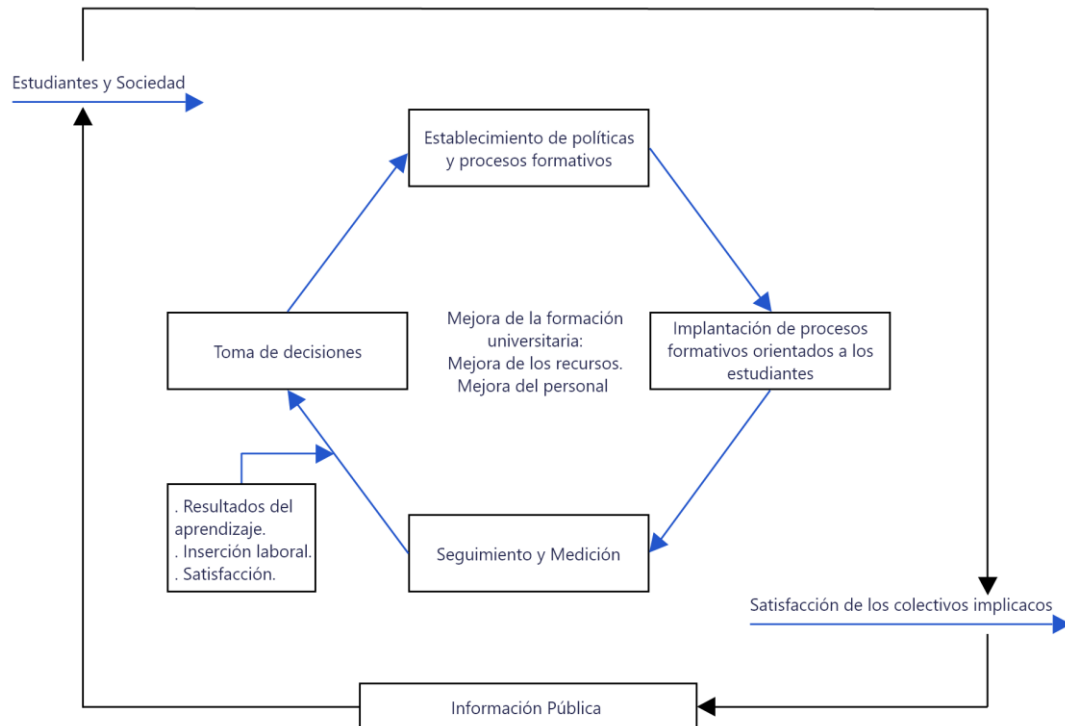 Estudiantes y Sociedad
Establecimiento de políticas
y procesos formativos
Toma de decisiones
Mejora de la formación
universitaria:
Mejora de los recursos.
Mejora del personal
Implantación de procesos
formativos orientados a los
estudiantes
. Resultados del
aprendizaje.
. Inserción laboral.
. Satisfacción.
Seguimiento y Medición
Satisfacción de los colectivos implicacos
Información Pública